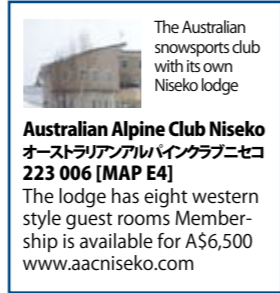 The Australian
snowsports club
with its own
Niseko lodge
Australian Alpine Club Niseko
オーストラリアンアルパインクラブニセコ
223 006 [MAP E4]
The lodge has eight western
style guest rooms Member-
ship is available for A$6,500
www.aacniseko.com